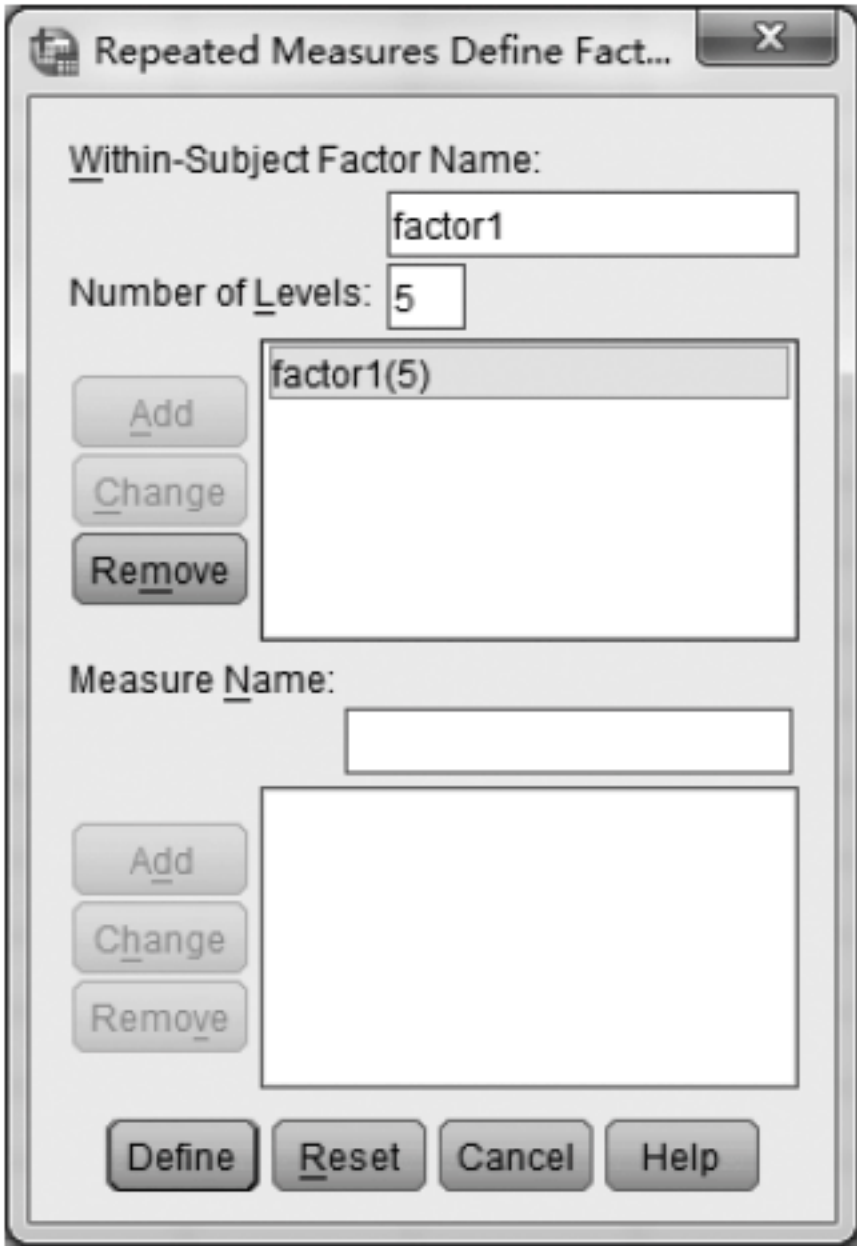 Repeated Measures Define Fact...
Within-Subject Factor Name:
factor1
Number of Levels: 5
factor1(5)
Add
Change
Remove
Measure Name:
Add
Change
Remove
Define Reset Cancel Help